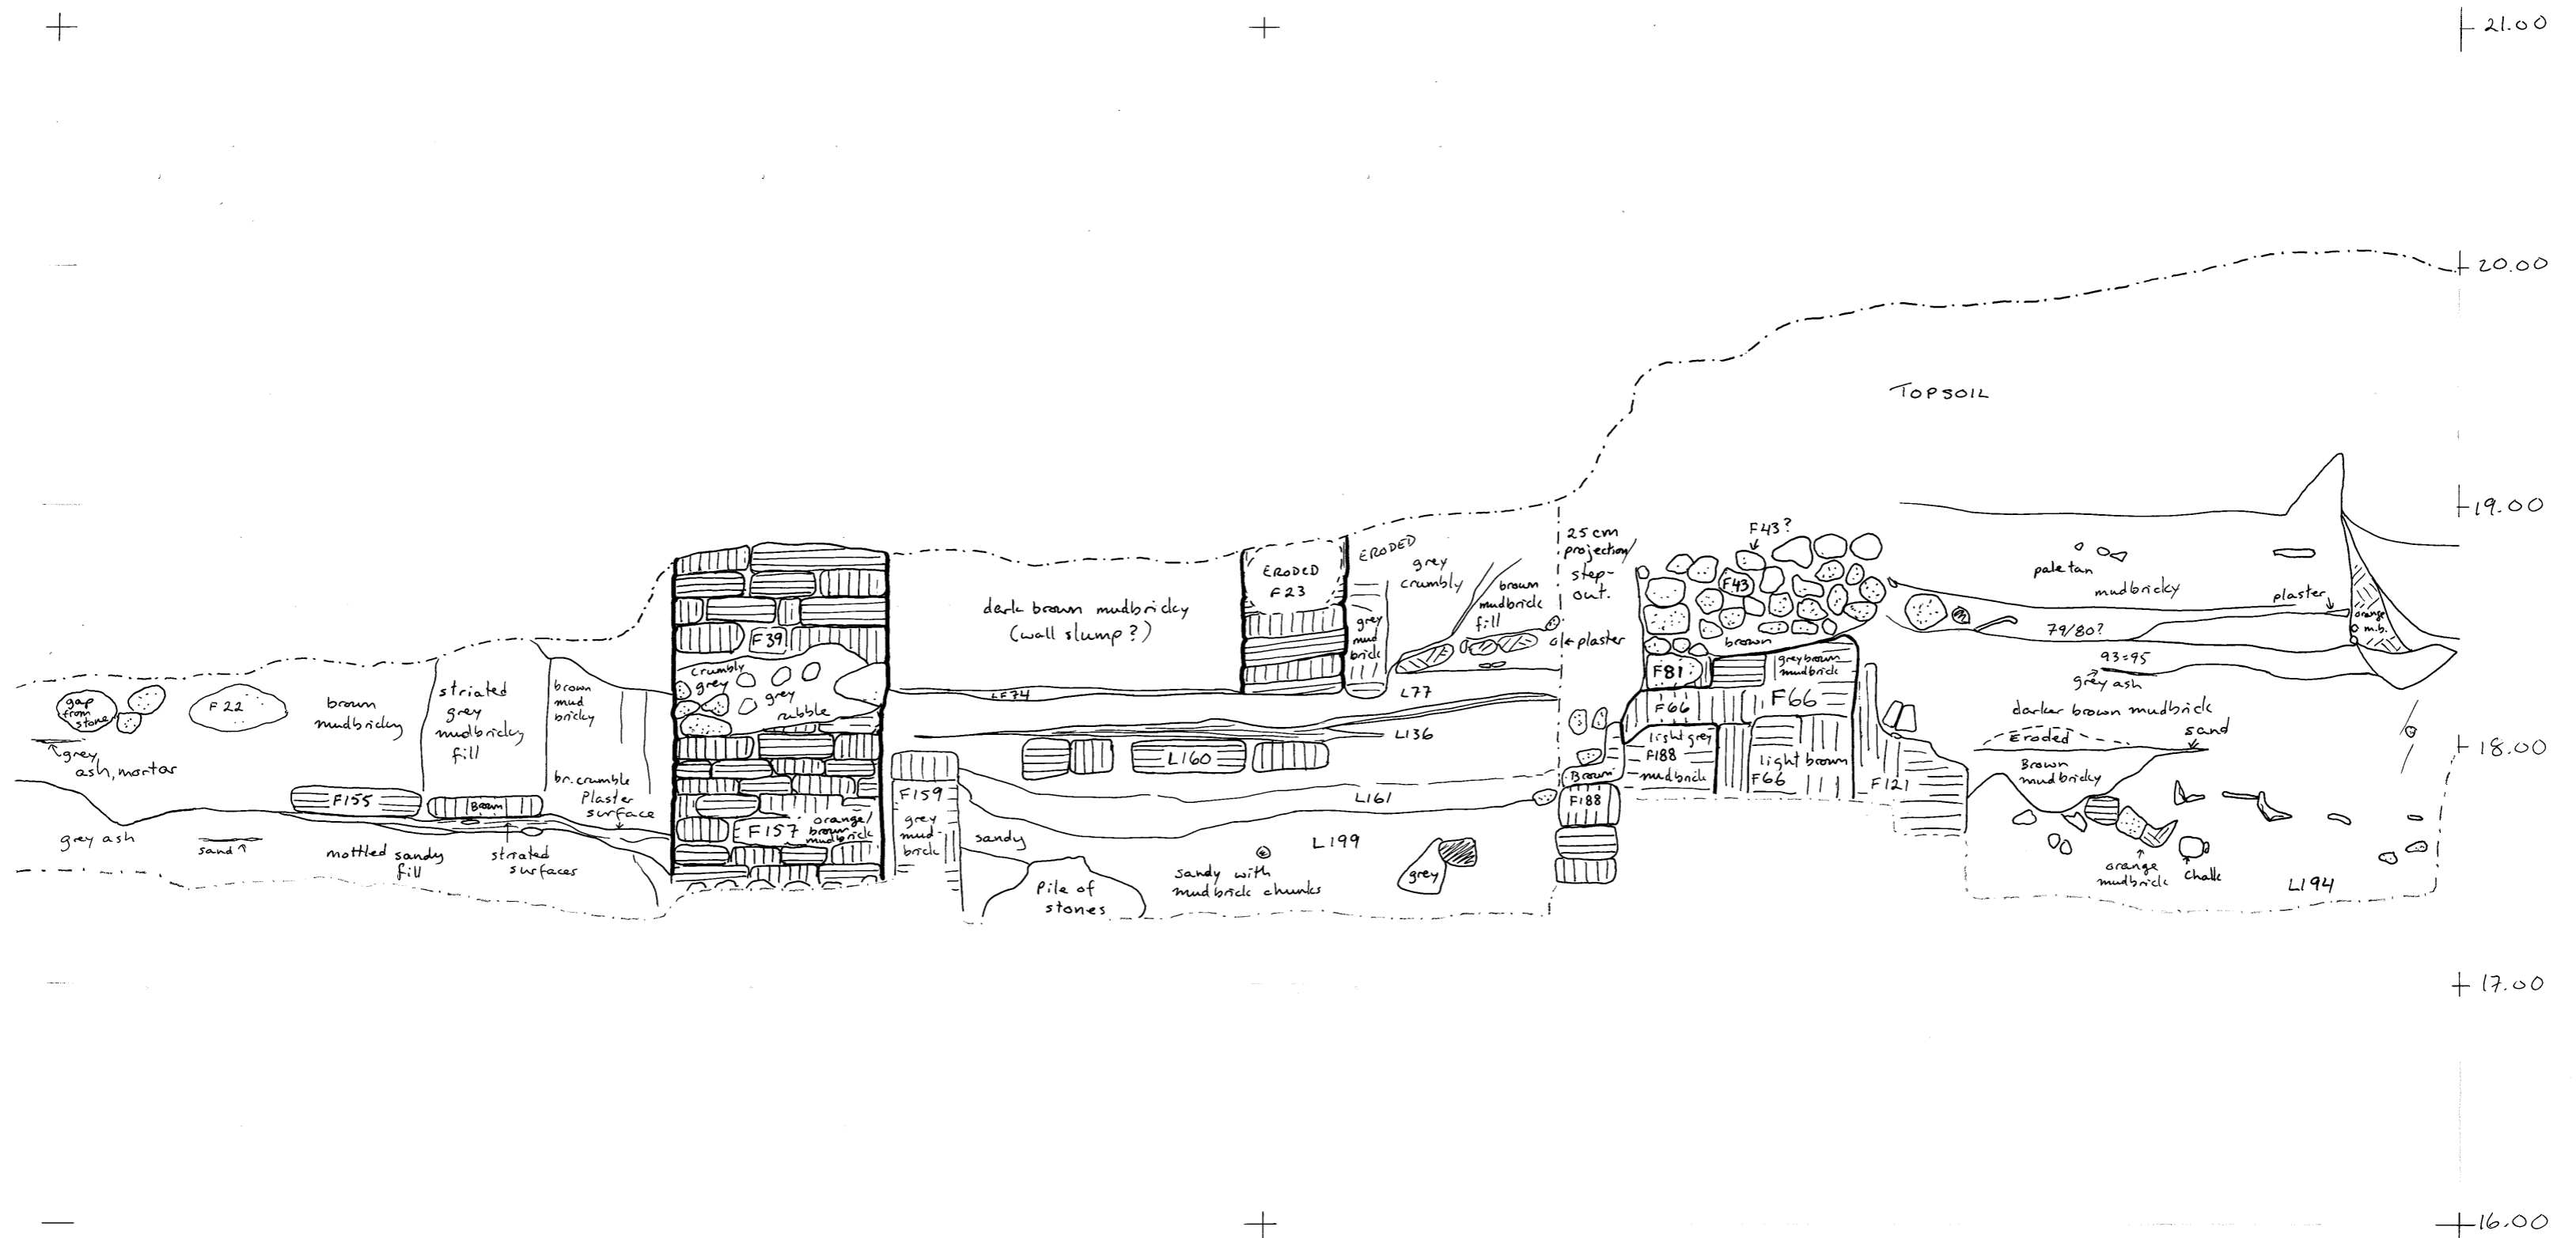 21.00
20.00
TOPSOIL
19.00
F43?
25cm
projection/
step-
out.
ERODED
grey
crumbly
pale tan
mudbricky
ERODED
F23
F43
brown
mudbrick
fill
plaster
dark brown mudbricky
(wall slump?)
orange
m.b.
grey
mud
brick
79/80?
F39
plaster
brown
93=95
grey ash
crumbly
grey
grey
rubble
F81
greybrown
mudbrick
gap
from
stone
F22
brown
mudbricky
striated
grey
mudbricky
fill
brown
mud
bricky
LF74
L77
F66
F66
darker brown mudbrick
sand
Eroded
L136
light grey
F188
mudbrick
18.00
grey
ash, mortar
L160
light brown
F66
Brown
mudbricky
br. crumble
Plaster
surface
Brown
F121
F155
Brown
F159
grey
mud-
brick
L161
F188
F157
orange/
brown
mudbrick
grey ash
sand
mottled sandy
fill
striated
surfaces
sandy
L199
sandy with
mudbrick chunks
grey
Pile of
stones
orange
mudbrick
chalk
L194
17.00
16.00